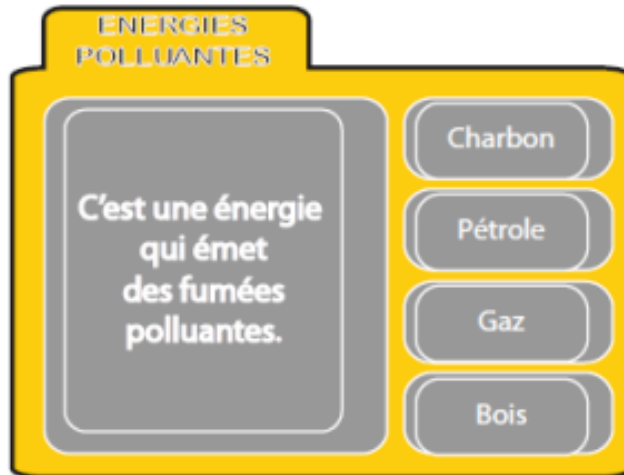 ENERGIES
POLLUANTES
C'est une énergie
qui émet
des fumées
polluantes.
Charbon
Pétrole
Gaz
Bois